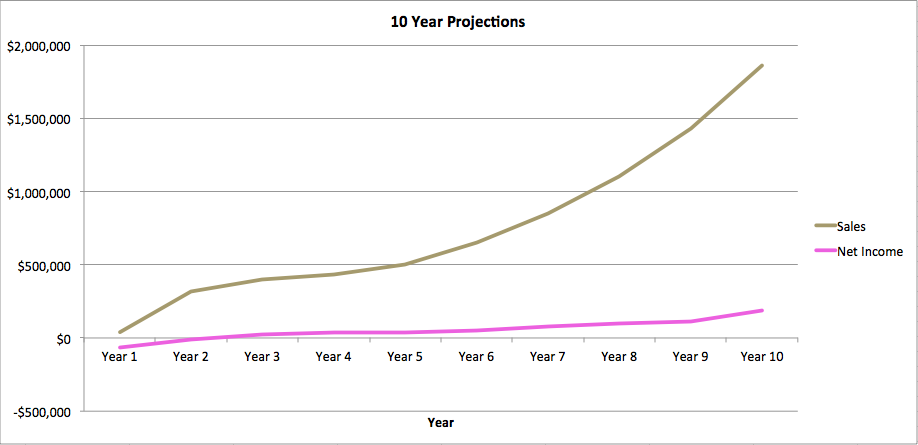 10 Year Projections
$2,000,000
$1,500,000
$1,000,000
$500,000
$0
-$500,000
Year 1 Year 2 Year 3 Year 4 Year 5 Year 6 Year 7 Year 8 Year 9 Year 10
Year
Sales
Net Income